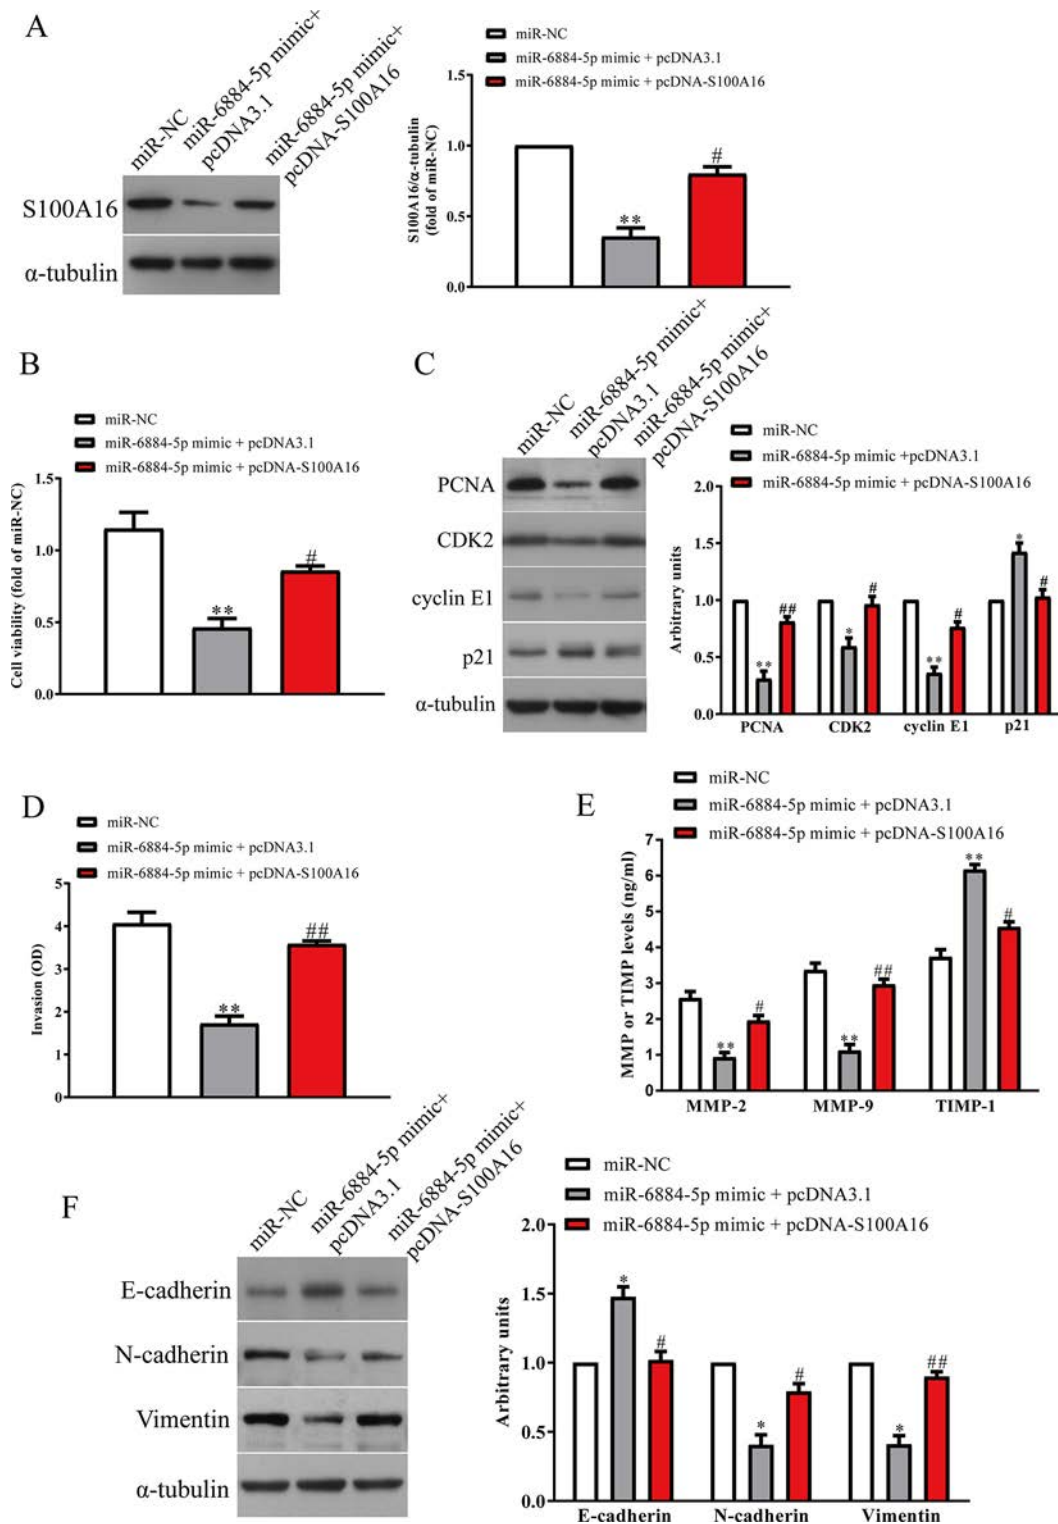 A
miR-NC
miR-6884-5p mimic+
pcDNA3.1
miR-6884-5p mimic+
pcDNA-S100A16
S100A16
α-tubulin
miR-NC
miR-6884-5p mimic + pcDNA3.1
miR-6884-5p mimic + pcDNA-S100A16
S100A16/α-tubulin
(fold of miR-NC)
1.5
1.0
0.5
0.0
**
#
B
miR-NC
miR-6884-5p mimic + pcDNA3.1
miR-6884-5p mimic + pcDNA-S100A16
Cell viability (fold of miR-NC)
1.5
1.0
0.5
0.0
**
#
C
miR-NC
miR-6884-5p mimic+
pcDNA3.1
miR-6884-5p mimic+
pcDNA-S100A16
PCNA
CDK2
cyclin E1
p21
α-tubulin
miR-NC
miR-6884-5p mimic +pcDNA3.1
miR-6884-5p mimic + pcDNA-S100A16
Arbitrary units
2.0
1.5
1.0
0.5
0.0
** ## * # ** # * #
PCNA CDK2 cyclin E1 p21
D
miR-NC
miR-6884-5p mimic + pcDNA3.1
miR-6884-5p mimic + pcDNA-S100A16
Invasion (OD)
5
4
3
2
1
0
**
##
E
miR-NC
miR-6884-5p mimic + pcDNA3.1
miR-6884-5p mimic + pcDNA-S100A16
MMP or TIMP levels (ng/ml)
7
6
5
4
3
2
1
0
** # ** ## ** #
MMP-2 MMP-9 TIMP-1
F
miR-NC
miR-6884-5p mimic+
pcDNA3.1
miR-6884-5p mimic+
pcDNA-S100A16
E-cadherin
N-cadherin
Vimentin
α-tubulin
miR-NC
miR-6884-5p mimic + pcDNA3.1
miR-6884-5p mimic + pcDNA-S100A16
Arbitrary units
2.0
1.5
1.0
0.5
0.0
* # * # * ##
E-cadherin N-cadherin Vimentin